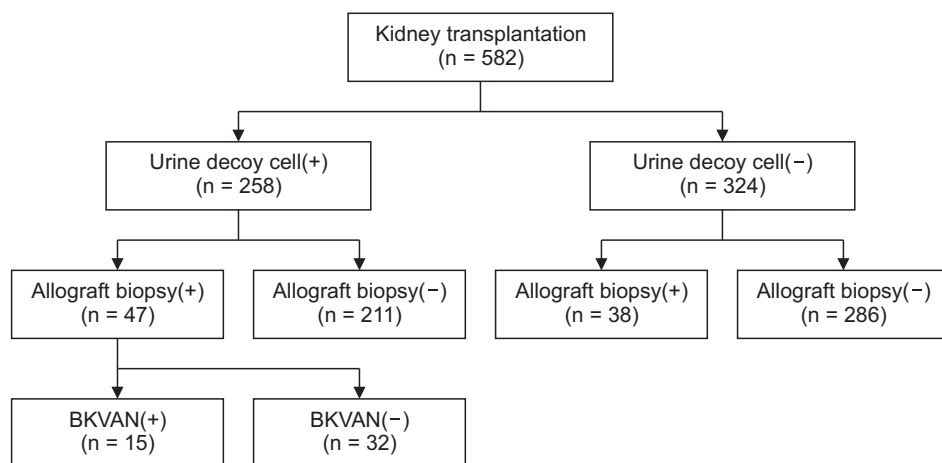 Kidney transplantation
(n = 582)
Urine decoy cell(+)
(n = 258)
Urine decoy cell(−)
(n = 324)
Allograft biopsy(+)
(n = 47)
Allograft biopsy(−)
(n = 211)
Allograft biopsy(+)
(n = 38)
Allograft biopsy(−)
(n = 286)
BKVAN(+)
(n = 15)
BKVAN(−)
(n = 32)